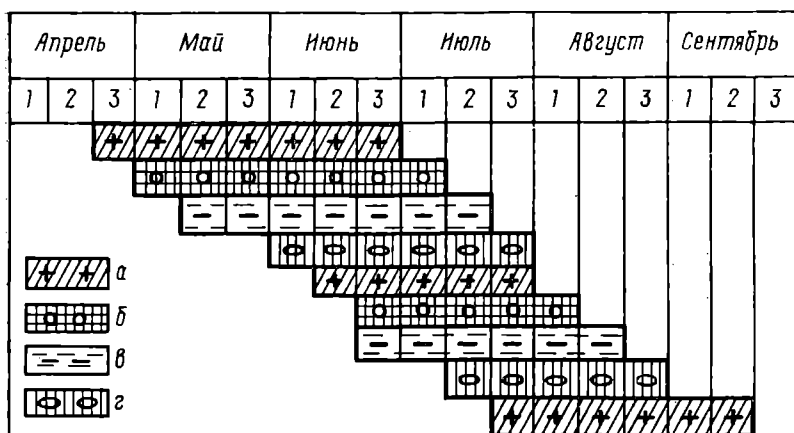 Апрель Май Июнь Июль Август Сентябрь
1 2 3 1 2 3 1 2 3 1 2 3 1 2 3 1 2 3
а
б
в
г